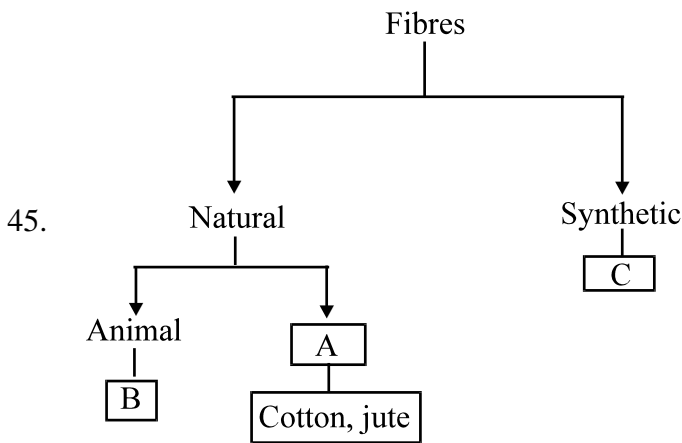 Fibres
45.
Natural
Synthetic
C
Animal
A
B
Cotton, jute